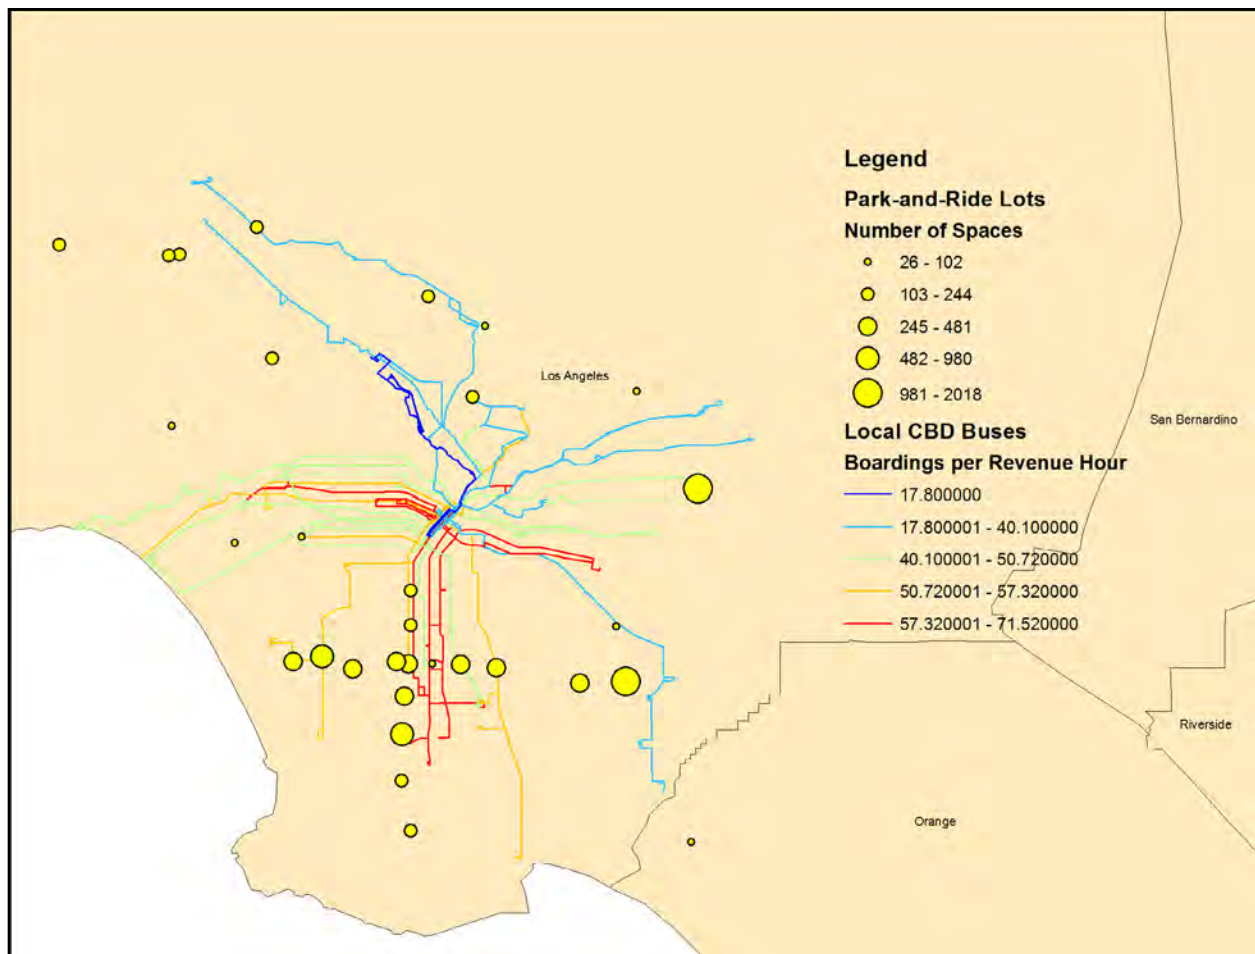 Legend
Park-and-Ride Lots
Number of Spaces
26 - 102
103 - 244
245 - 481
482 - 980
981 - 2018
Local CBD Buses
Boardings per Revenue Hour
17.800000
17.800001 - 40.100000
40.100001 - 50.720000
50.720001 - 57.320000
57.320001 - 71.520000
Los Angeles
San Bernardino
Riverside
Orange